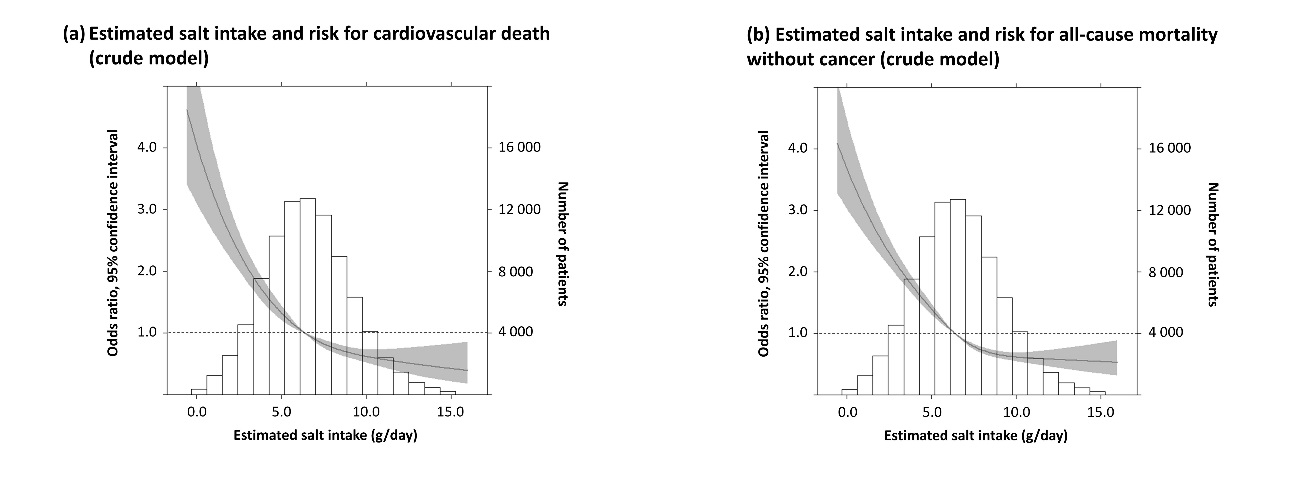 (a) Estimated salt intake and risk for cardiovascular death
(crude model)
Odds ratio, 95% confidence interval
4.0
3.0
2.0
1.0
16 000
12 000
8 000
4 000
Number of patients
0.0 5.0 10.0 15.0
Estimated salt intake (g/day)
(b) Estimated salt intake and risk for all-cause mortality
without cancer (crude model)
Odds ratio, 95% confidence interval
4.0
3.0
2.0
1.0
16 000
12 000
8 000
4 000
Number of patients
0.0 5.0 10.0 15.0
Estimated salt intake (g/day)